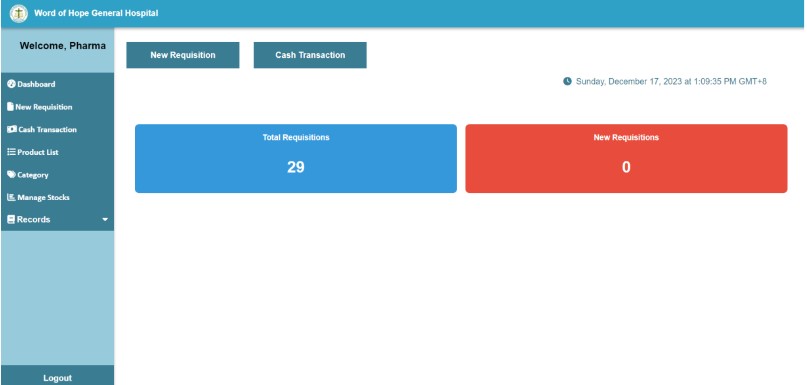 Word of Hope General Hospital
Welcome, Pharma
Dashboard
New Requisition
Cash Transaction
Product List
Category
Manage Stocks
Records
Logout
New Requisition
Cash Transaction
Sunday, December 17, 2023 at 1:09:35 PM GMT+8
Total Requisitions
29
New Requisitions
0